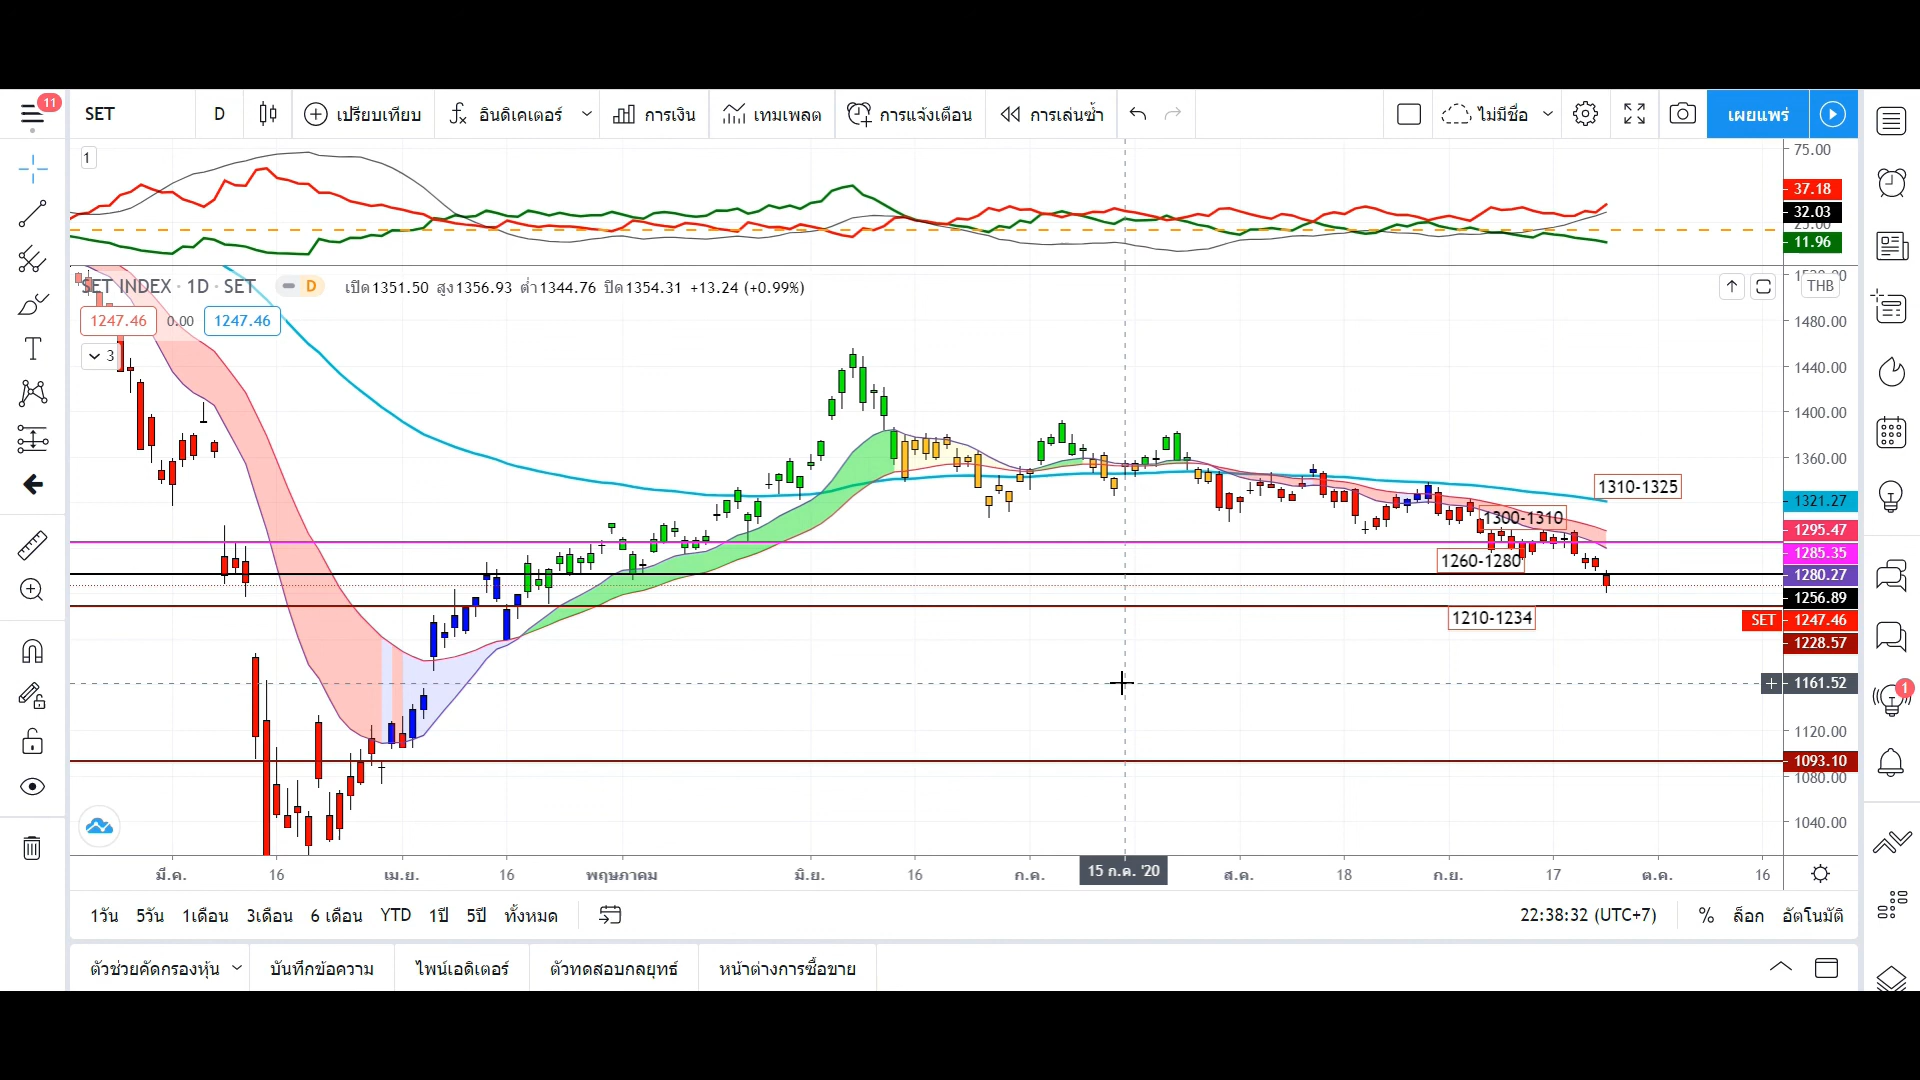 11
SET
D
เปรียบเทียบ
อินดิเคเตอร์
การเงิน
เทมเพลต
การแจ้งเตือน
การเล่นซ้ำ
ไม่มีชื่อ
เผยแพร่
1
75.00
37.18
32.03
25.00
11.96
SET INDEX · 1D · SET
D
เปิด1351.50 สูง1356.93 ต่ำ1344.76 ปิด1354.31 +13.24 (+0.99%)
THB
1520.00
1247.46 0.00 1247.46
1480.00
3
1440.00
1400.00
1360.00
1310-1325
1321.27
1300-1310
1295.47
1285.35
1260-1280
1280.27
1256.89
1210-1234
SET 1247.46
1228.57
1161.52
1
1120.00
1093.10
1080.00
1040.00
มี.ค. 16 เม.ย. 16 พฤษภาคม มิ.ย. 16 ก.ค. 15 ก.ค. '20 ส.ค. 18 ก.ย. 17 ต.ค. 16
1วัน 5วัน 1เดือน 3เดือน 6 เดือน YTD 1ปี 5ปี ทั้งหมด
22:38:32 (UTC+7) % ล็อก อัตโนมัติ
ตัวช่วยคัดกรองหุ้น
บันทึกข้อความ
ไพน์เอดิเตอร์
ตัวทดสอบกลยุทธ์
หน้าต่างการซื้อขาย